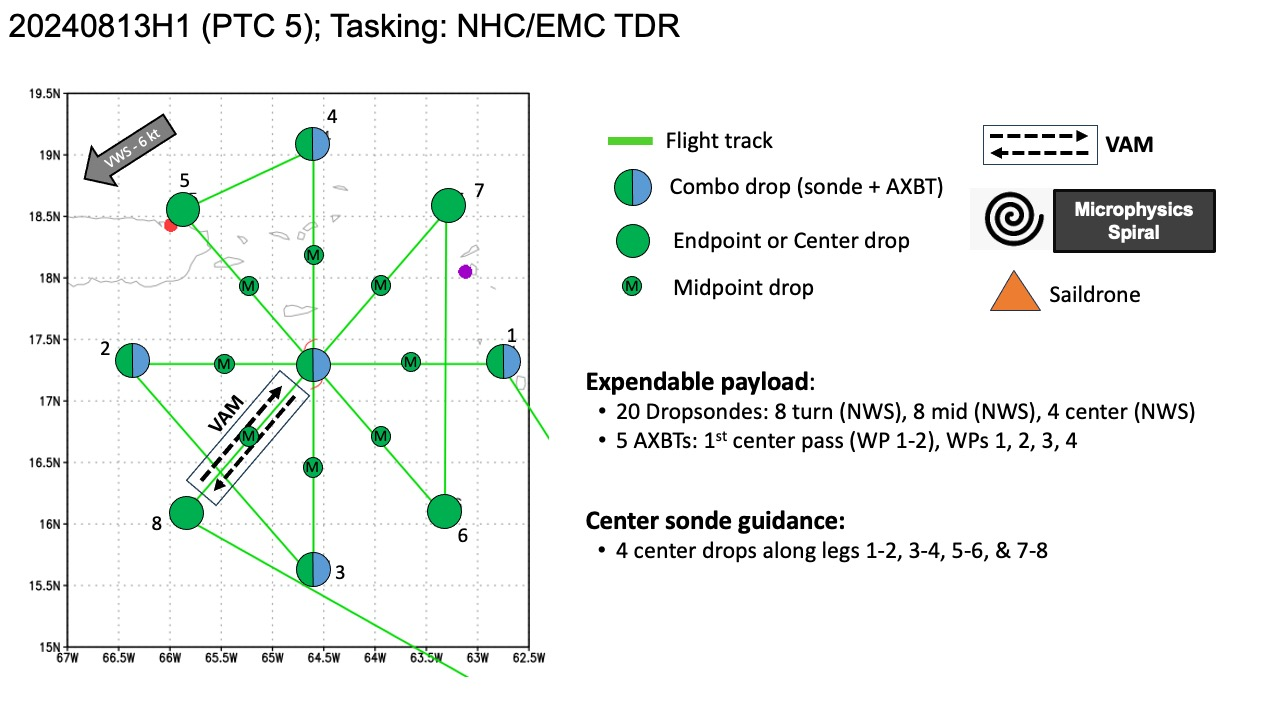 20240813H1 (PTC 5); Tasking: NHC/EMC TDR
19.5N
19N
18.5N
18N
17.5N
17N
16.5N
16N
15.5N
15N
67W 66.5W 66W 65.5W 65W 64.5W 64W 63.5W 63W 62.5W
VWS - 6 kt
4
5
7
M
M
M
2
1
M
M
VAM
M
M
M
8
6
3
Flight track
Combo drop (sonde + AXBT)
Endpoint or Center drop
M
Midpoint drop
VAM
Microphysics
Spiral
Saildrone
Expendable payload:
• 20 Dropsondes: 8 turn (NWS), 8 mid (NWS), 4 center (NWS)
• 5 AXBTs: 1st center pass (WP 1-2), WPs 1, 2, 3, 4
Center sonde guidance:
• 4 center drops along legs 1-2, 3-4, 5-6, & 7-8